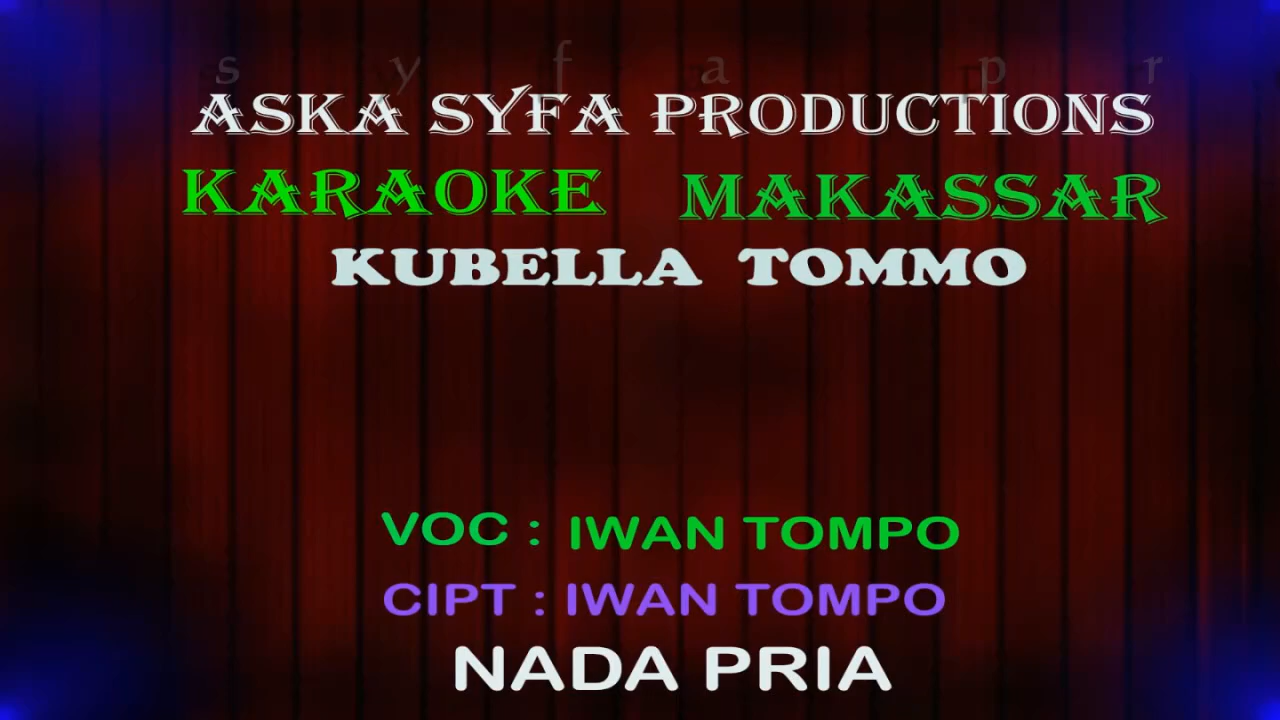 s y f a p r
ASKA SYFA PRODUCTIONS
KARAOKE MAKASSAR
KUBELLA TOMMO
VOC : IWAN TOMPO
CIPT : IWAN TOMPO
NADA PRIA